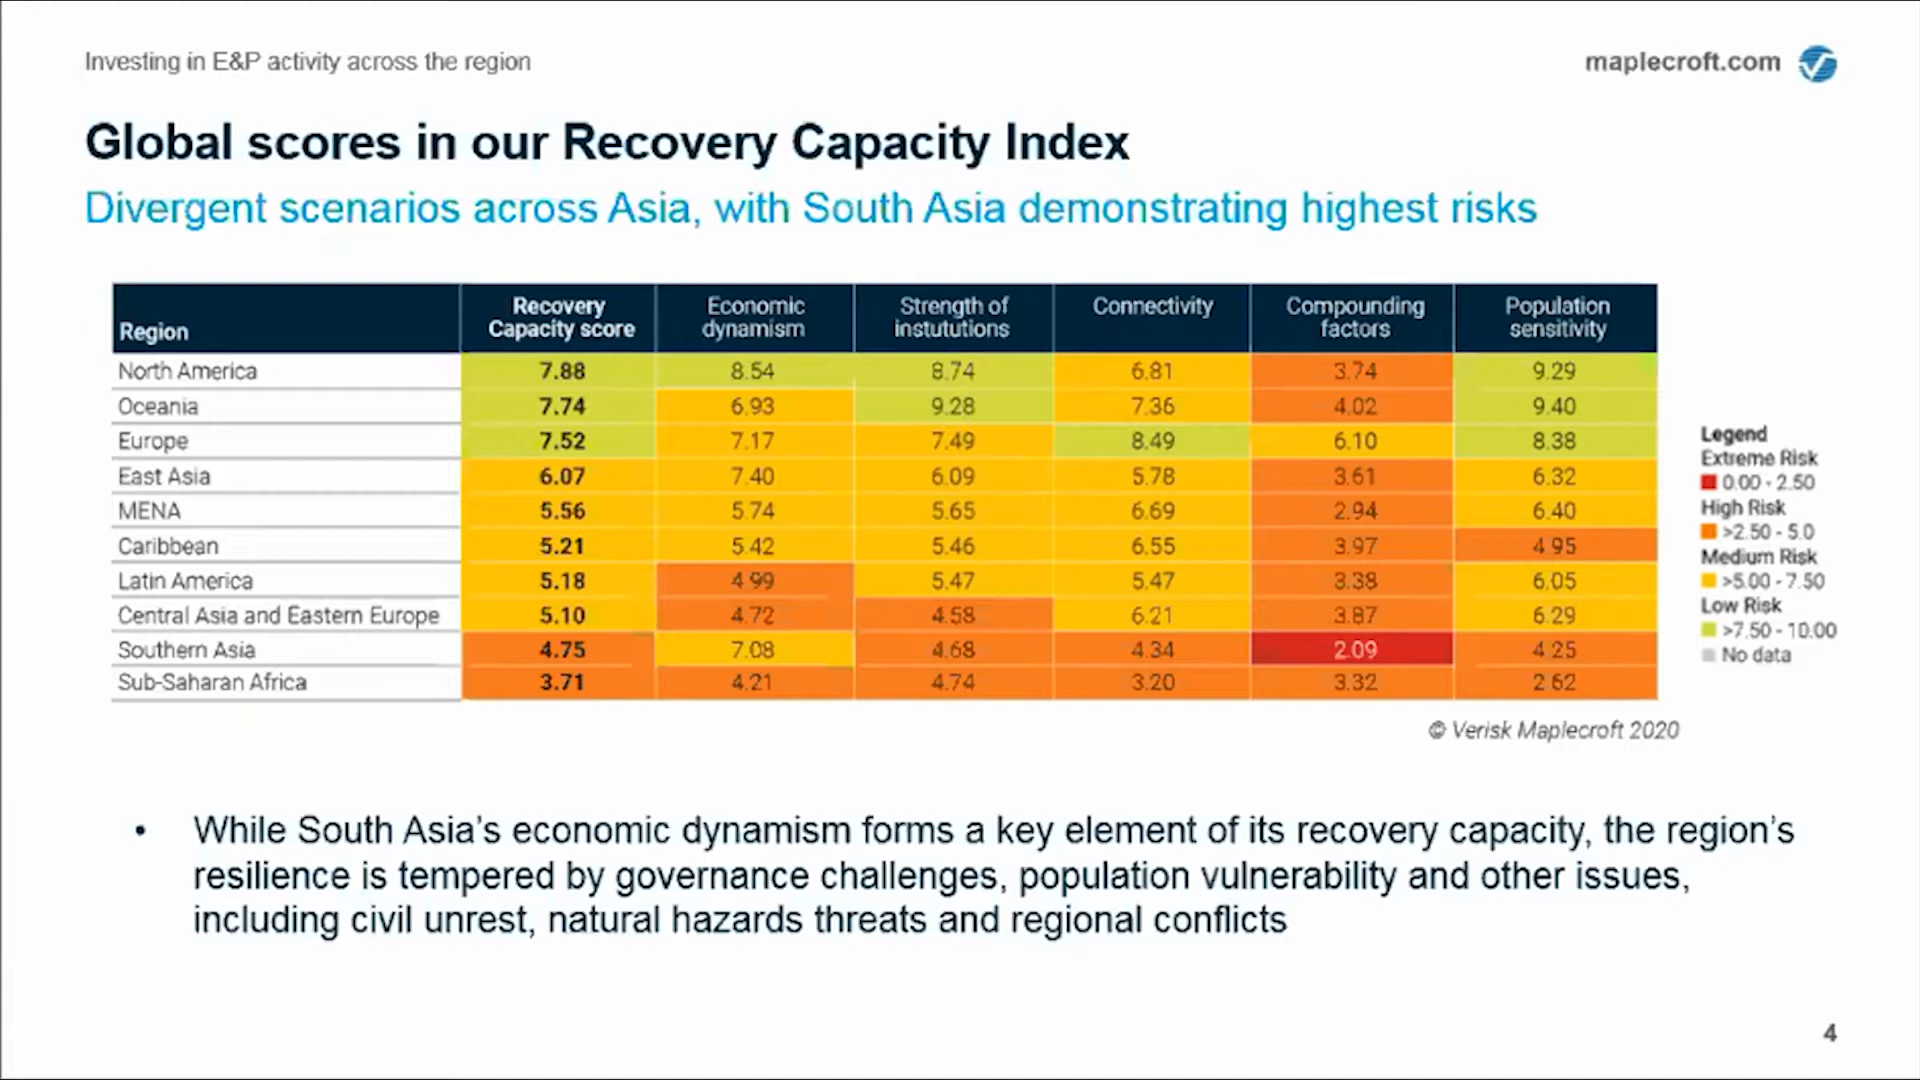 Investing in E&P activity across the region
maplecroft.com
Global scores in our Recovery Capacity Index
Divergent scenarios across Asia, with South Asia demonstrating highest risks
Region Recovery Capacity score Economic dynamism Strength of instututions Connectivity Compounding factors Population sensitivity
North America 7.88 8.54 8.74 6.81 3.74 9.29
Oceania 7.74 6.93 9.28 7.36 4.02 9.40
Europe 7.52 7.17 7.49 8.49 6.10 8.38
East Asia 6.07 7.40 6.09 5.78 3.61 6.32
MENA 5.56 5.74 5.65 6.69 2.94 6.40
Caribbean 5.21 5.42 5.46 6.55 3.97 4.95
Latin America 5.18 4.99 5.47 5.47 3.38 6.05
Central Asia and Eastern Europe 5.10 4.72 4.58 6.21 3.87 6.29
Southern Asia 4.75 7.08 4.68 4.34 2.09 4.25
Sub-Saharan Africa 3.71 4.21 4.74 3.20 3.32 2.62
Legend
Extreme Risk
0.00 - 2.50
High Risk
>2.50 - 5.0
Medium Risk
>5.00 - 7.50
Low Risk
>7.50 - 10.00
No data
© Verisk Maplecroft 2020
• While South Asia's economic dynamism forms a key element of its recovery capacity, the region's
resilience is tempered by governance challenges, population vulnerability and other issues,
including civil unrest, natural hazards threats and regional conflicts
4